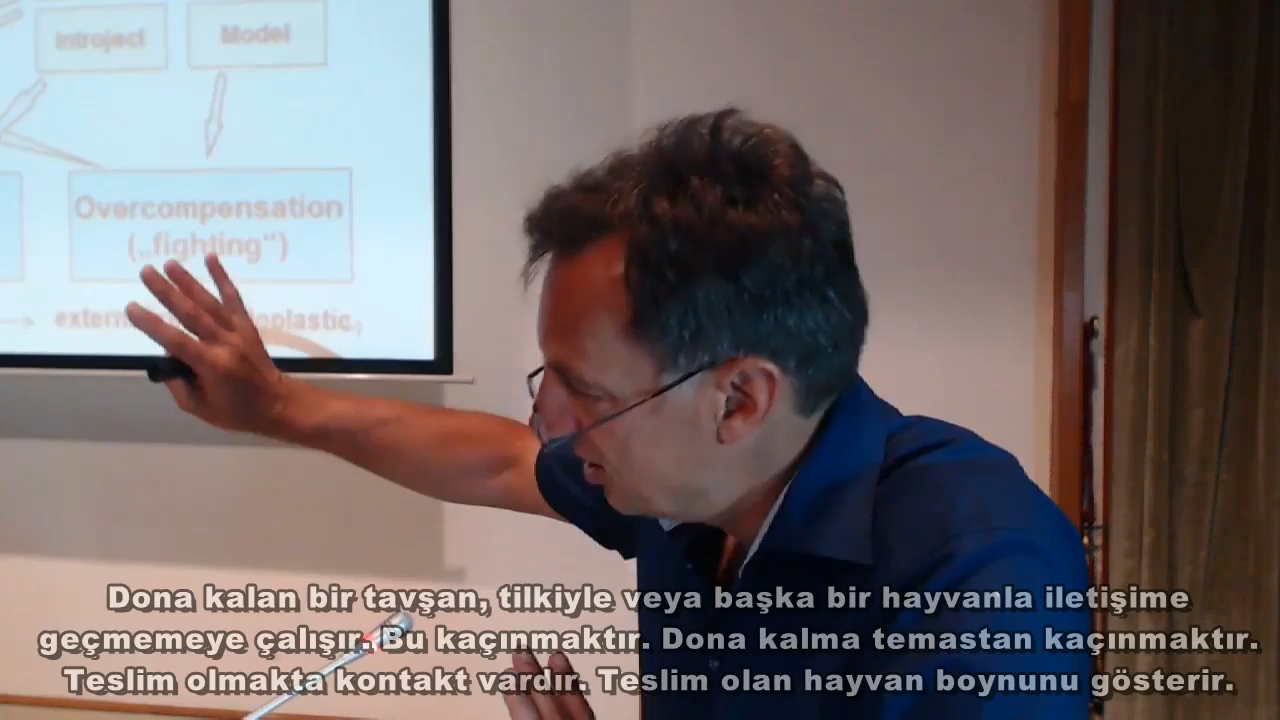 Introject
Model
Overcompensation
(„fighting“)
Dona kalan bir tavşan, tilkiyle veya başka bir hayvanla iletişime
geçmemeye çalışır. Bu kaçınmaktır. Dona kalma temastan kaçınmaktır.
Teslim olmakta kontakt vardır. Teslim olan hayvan boynunu gösterir.